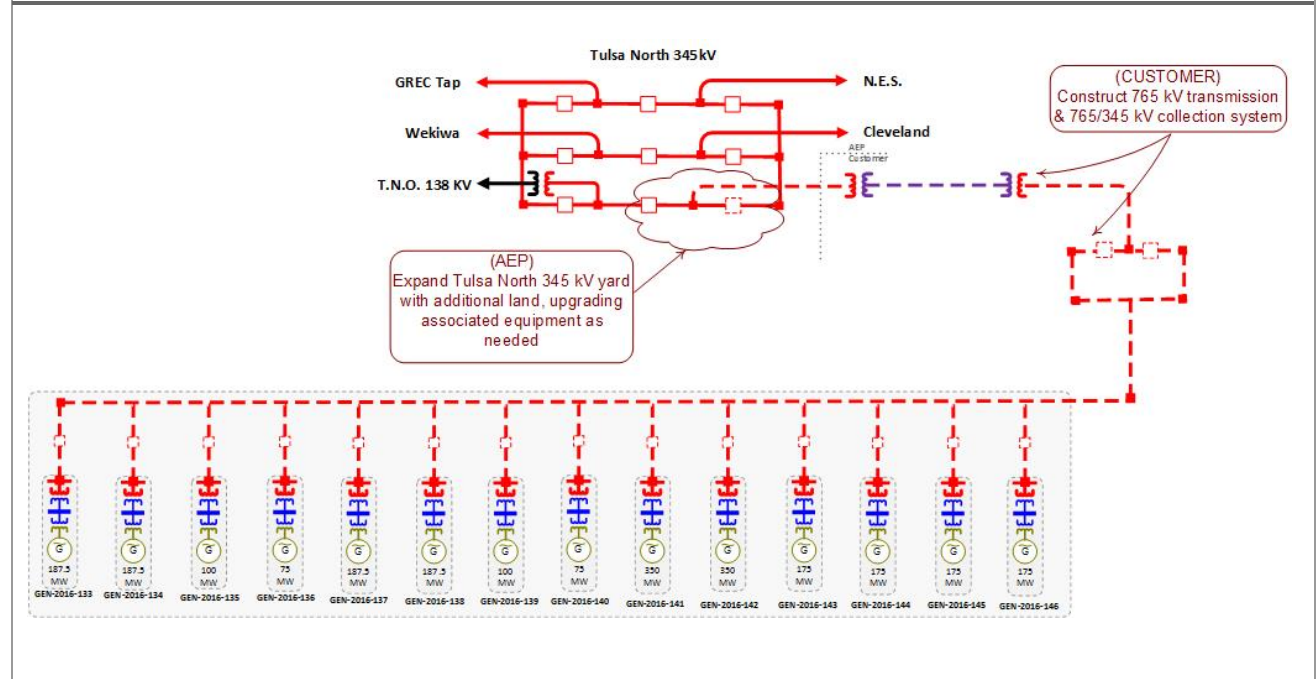 Tulsa North 345kV
GREC Tap
N.E.S.
Wekiwa
Cleveland
T.N.O. 138 KV
AEP
Customer
(CUSTOMER)
Construct 765 kV transmission
& 765/345 kV collection system
(AEP)
Expand Tulsa North 345 kV yard
with additional land, upgrading
associated equipment as
needed
G G G G G G G G G G G G G G
187.5 187.5 100 75 187.5 187.5 100 75 350 350 175 175 175 175
MW MW MW MW MW MW MW MW MW MW MW MW MW MW
GEN-2016-133 GEN-2016-134 GEN-2016-135 GEN-2016-136 GEN-2016-137 GEN-2016-138 GEN-2016-139 GEN-2016-140 GEN-2016-141 GEN-2016-142 GEN-2016-143 GEN-2016-144 GEN-2016-145 GEN-2016-146